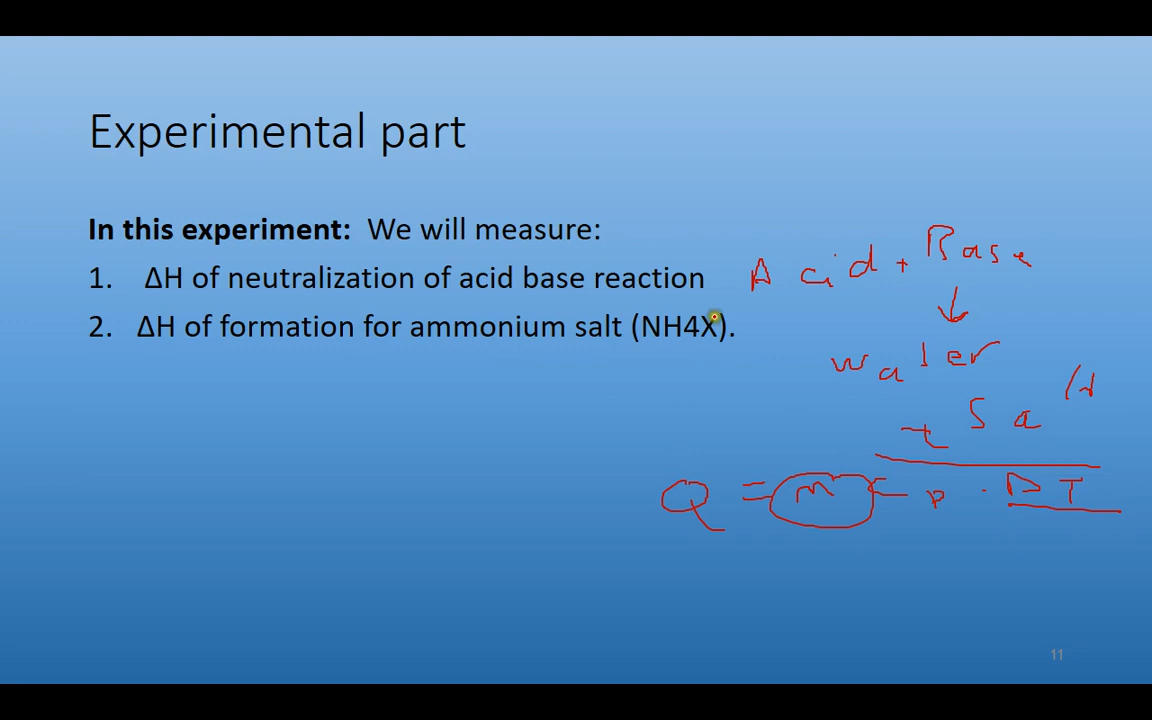 Experimental part
In this experiment: We will measure:
1. ΔH of neutralization of acid base reaction
2. ΔH of formation for ammonium salt (NH4X).
Acid + Base
↓
water
+ Salt
Q = m C p . ΔT
11